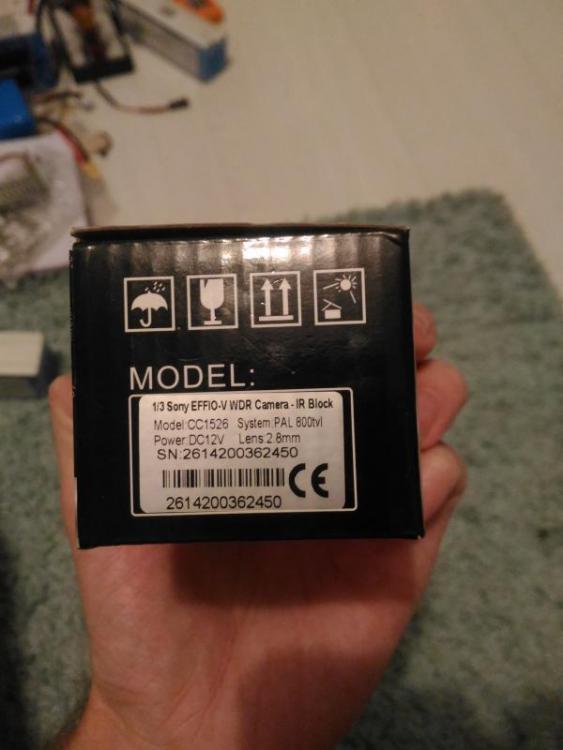 MODEL:
1/3 Sony EFFIO-V WDR Camera - IR Block
Model:CC1526 System:PAL 800tvl
Power:DC12V Lens:2.8mm
SN:2614200362450
CE
2614200362450